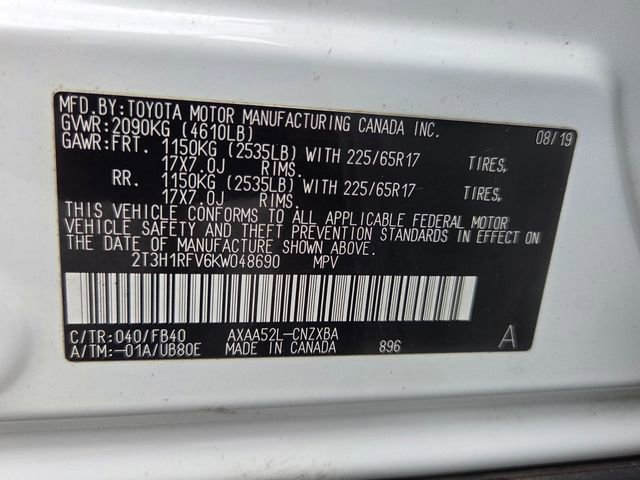 MFD.BY:TOYOTA MOTOR MANUFACTURING CANADA INC.
GVWR:2090KG (4610LB) 08/19
GAWR:FRT. 1150KG (2535LB) WITH 225/65R17 TIRES,
17X7.0J RIMS.
RR. 1150KG (2535LB) WITH 225/65R17 TIRES,
17X7.0J RIMS.
THIS VEHICLE CONFORMS TO ALL APPLICABLE FEDERAL MOTOR
VEHICLE SAFETY AND THEFT PREVENTION STANDARDS IN EFFECT ON
THE DATE OF MANUFACTURE SHOWN ABOVE.
2T3H1RFV6KW048690 MPV
C/TR:040/FB40 AXAA52L-CNZXBA A
A/TM:-01A/UB80E MADE IN CANADA 896